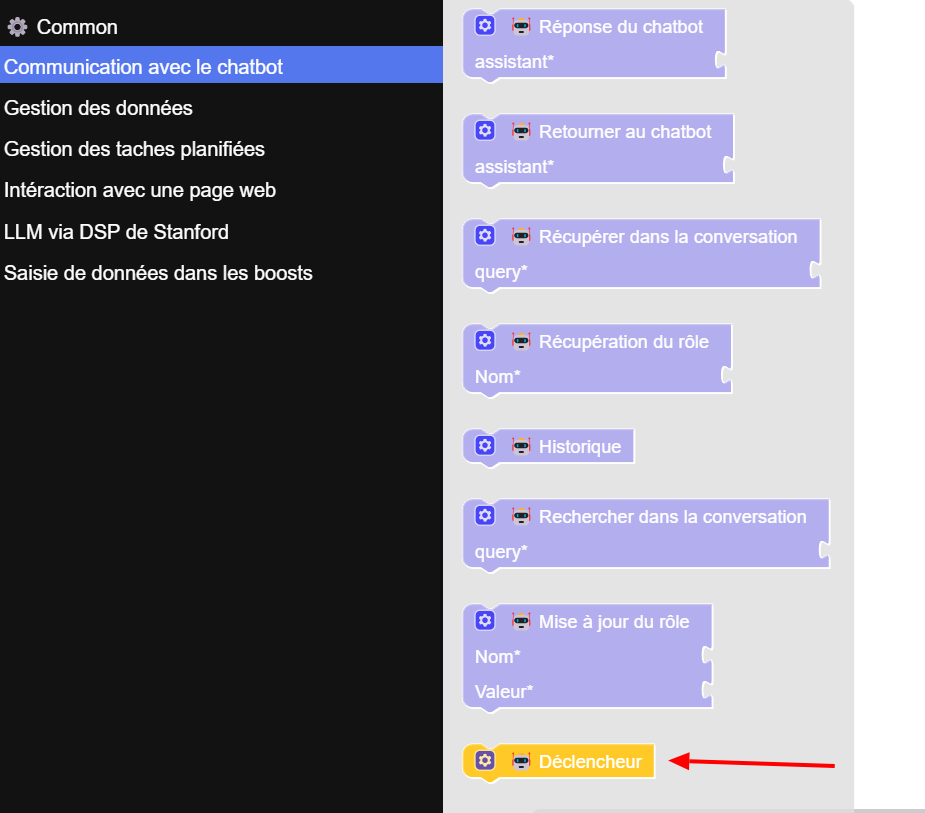 Common
Communication avec le chatbot
Gestion des données
Gestion des taches planifiées
Intéraction avec une page web
LLM via DSP de Stanford
Saisie de données dans les boosts
Réponse du chatbot
assistant*
Retourner au chatbot
assistant*
Récupérer dans la conversation
query*
Récupération du rôle
Nom*
Historique
Rechercher dans la conversation
query*
Mise à jour du rôle
Nom*
Valeur*
Déclencheur